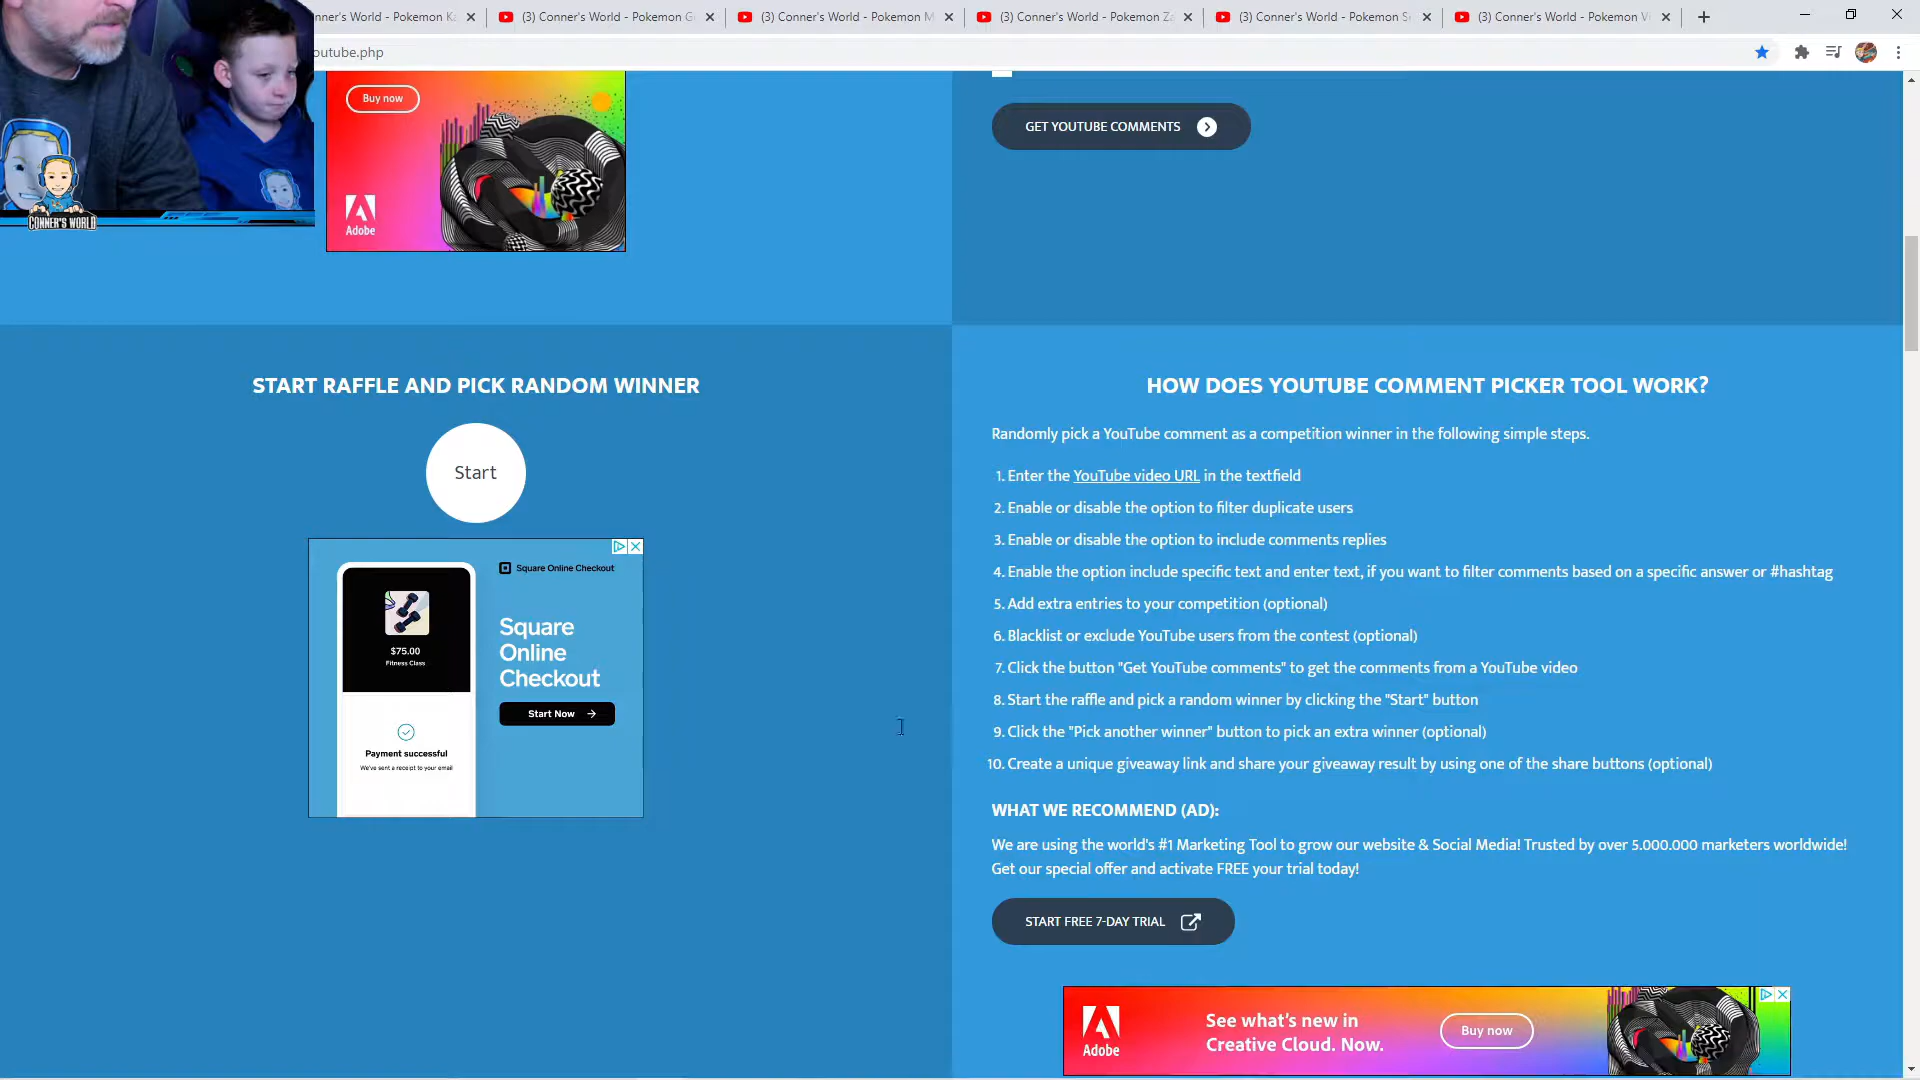 nner's World - Pokemon Ka
(3) Conner's World - Pokemon G
(3) Conner's World - Pokemon M
(3) Conner's World - Pokemon Za
(3) Conner's World - Pokemon S
(3) Conner's World - Pokemon V
outube.php
Buy now
Adobe
CONNER'S WORLD
GET YOUTUBE COMMENTS
START RAFFLE AND PICK RANDOM WINNER
Start
Square Online Checkout
$75.00
Fitness Class
Square
Online
Checkout
Start Now
Payment successful
We've sent a receipt to your email
HOW DOES YOUTUBE COMMENT PICKER TOOL WORK?
Randomly pick a YouTube comment as a competition winner in the following simple steps.
1. Enter the YouTube video URL in the textfield
2. Enable or disable the option to filter duplicate users
3. Enable or disable the option to include comments replies
4. Enable the option include specific text and enter text, if you want to filter comments based on a specific answer or #hashtag
5. Add extra entries to your competition (optional)
6. Blacklist or exclude YouTube users from the contest (optional)
7. Click the button "Get YouTube comments" to get the comments from a YouTube video
8. Start the raffle and pick a random winner by clicking the "Start" button
9. Click the "Pick another winner" button to pick an extra winner (optional)
10. Create a unique giveaway link and share your giveaway result by using one of the share buttons (optional)
WHAT WE RECOMMEND (AD):
We are using the world's #1 Marketing Tool to grow our website & Social Media! Trusted by over 5.000.000 marketers worldwide!
Get our special offer and activate FREE your trial today!
START FREE 7-DAY TRIAL
Adobe
See what's new in
Creative Cloud. Now.
Buy now